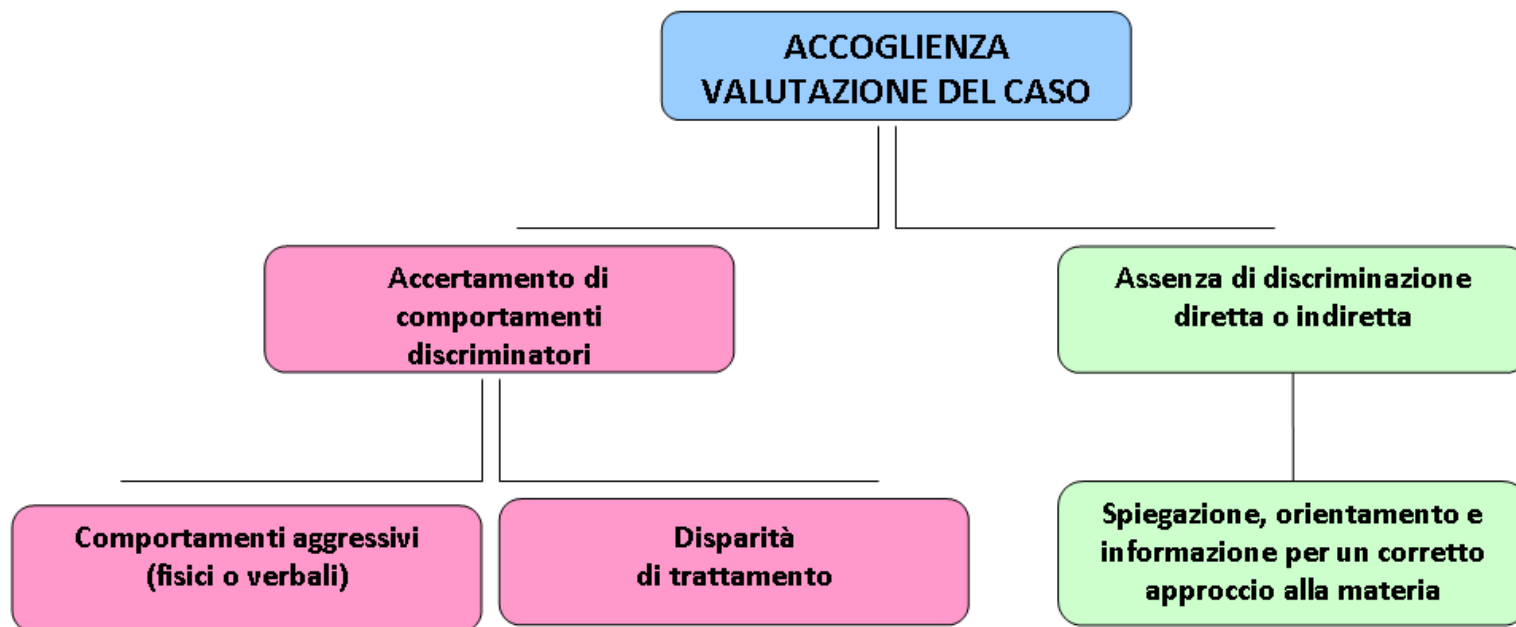 ACCOGLIENZA
VALUTAZIONE DEL CASO
Accertamento di
comportamenti
discriminatori
Assenza di discriminazione
diretta o indiretta
Comportamenti aggressivi
(fisici o verbali)
Disparità
di trattamento
Spiegazione, orientamento e
informazione per un corretto
approccio alla materia